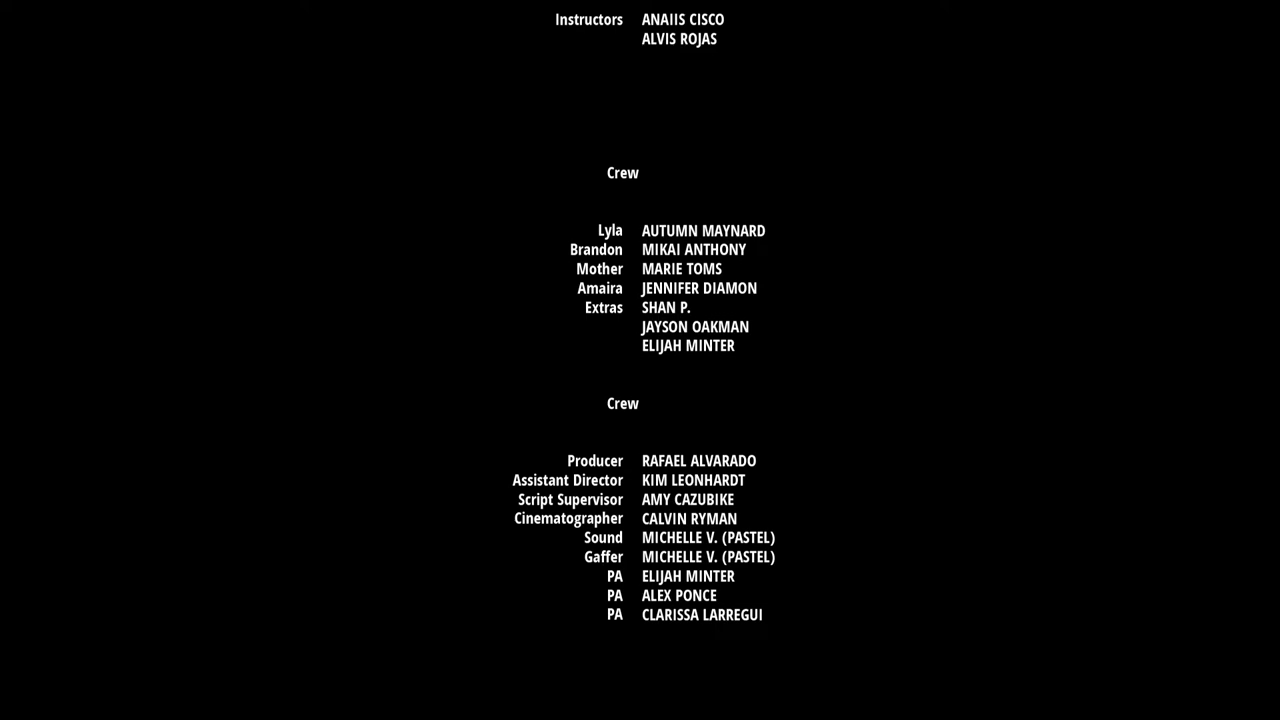 Instructors ANAIIS CISCO
ALVIS ROJAS
Crew
Lyla AUTUMN MAYNARD
Brandon MIKAI ANTHONY
Mother MARIE TOMS
Amaira JENNIFER DIAMON
Extras SHAN P.
JAYSON OAKMAN
ELIJAH MINTER
Crew
Producer RAFAEL ALVARADO
Assistant Director KIM LEONHARDT
Script Supervisor AMY CAZUBIKE
Cinematographer CALVIN RYMAN
Sound MICHELLE V. (PASTEL)
Gaffer MICHELLE V. (PASTEL)
PA ELIJAH MINTER
PA ALEX PONCE
PA CLARISSA LARREGUI